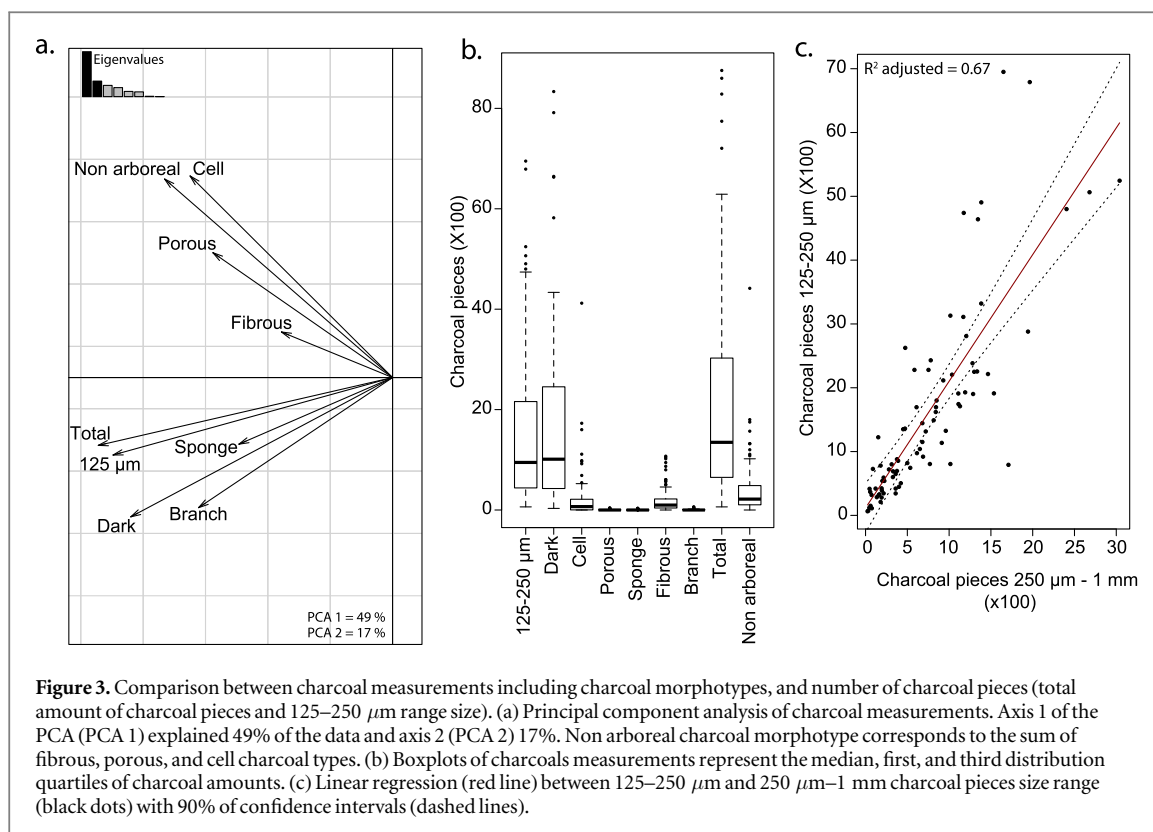 a.
Eigenvalues
Non arboreal
Cell
Porous
Fibrous
Total
125 µm
Sponge
Dark
Branch
PCA 1 = 49 %
PCA 2 = 17 %
b.
Charcoal pieces (X100)
80
60
40
20
0
125-250 µm
Dark
Cell
Porous
Sponge
Fibrous
Branch
Total
Non arboreal
c.
R² adjusted = 0.67
Charcoal pieces 125-250 µm (X100)
70
60
50
40
30
20
10
0
0 5 10 15 20 25 30
Charcoal pieces 250 µm - 1 mm
(x100)
Figure 3. Comparison between charcoal measurements including charcoal morphotypes, and number of charcoal pieces (total
amount of charcoal pieces and 125–250 μm range size). (a) Principal component analysis of charcoal measurements. Axis 1 of the
PCA (PCA 1) explained 49% of the data and axis 2 (PCA 2) 17%. Non arboreal charcoal morphotype corresponds to the sum of
fibrous, porous, and cell charcoal types. (b) Boxplots of charcoals measurements represent the median, first, and third distribution
quartiles of charcoal amounts. (c) Linear regression (red line) between 125–250 μm and 250 μm–1 mm charcoal pieces size range
(black dots) with 90% of confidence intervals (dashed lines).